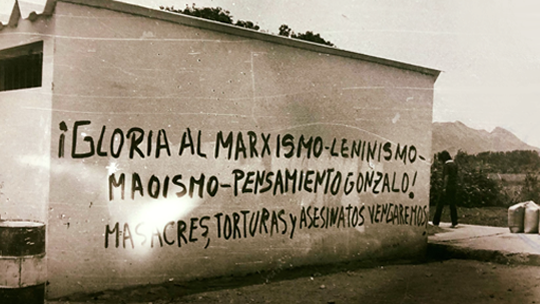 ¡GLORIA AL MARXISMO-LENINISMO-
MAOISMO-PENSAMIENTO GONZALO!
MASACRES, TORTURAS y ASESINATOS VENGAREMOS